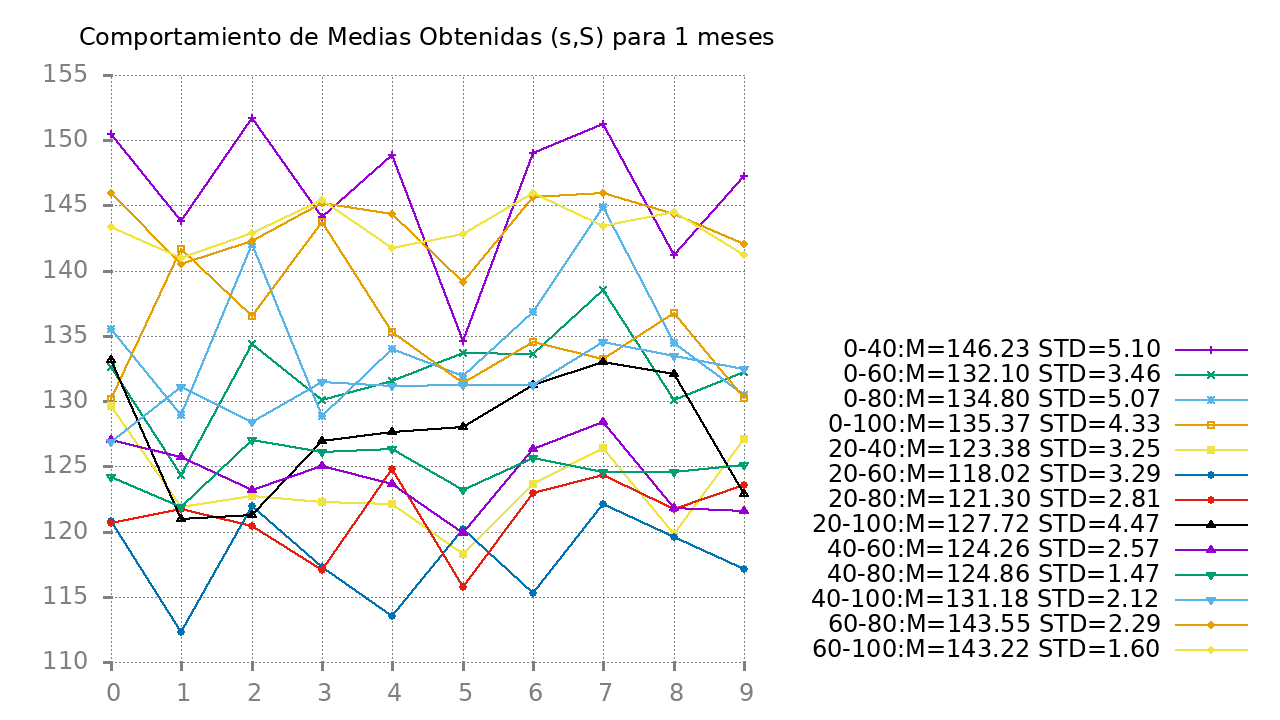 Comportamiento de Medias Obtenidas (s,S) para 1 meses
155
150
145
140
135
130
125
120
115
110
0 1 2 3 4 5 6 7 8 9
0-40:M=146.23 STD=5.10
0-60:M=132.10 STD=3.46
0-80:M=134.80 STD=5.07
0-100:M=135.37 STD=4.33
20-40:M=123.38 STD=3.25
20-60:M=118.02 STD=3.29
20-80:M=121.30 STD=2.81
20-100:M=127.72 STD=4.47
40-60:M=124.26 STD=2.57
40-80:M=124.86 STD=1.47
40-100:M=131.18 STD=2.12
60-80:M=143.55 STD=2.29
60-100:M=143.22 STD=1.60